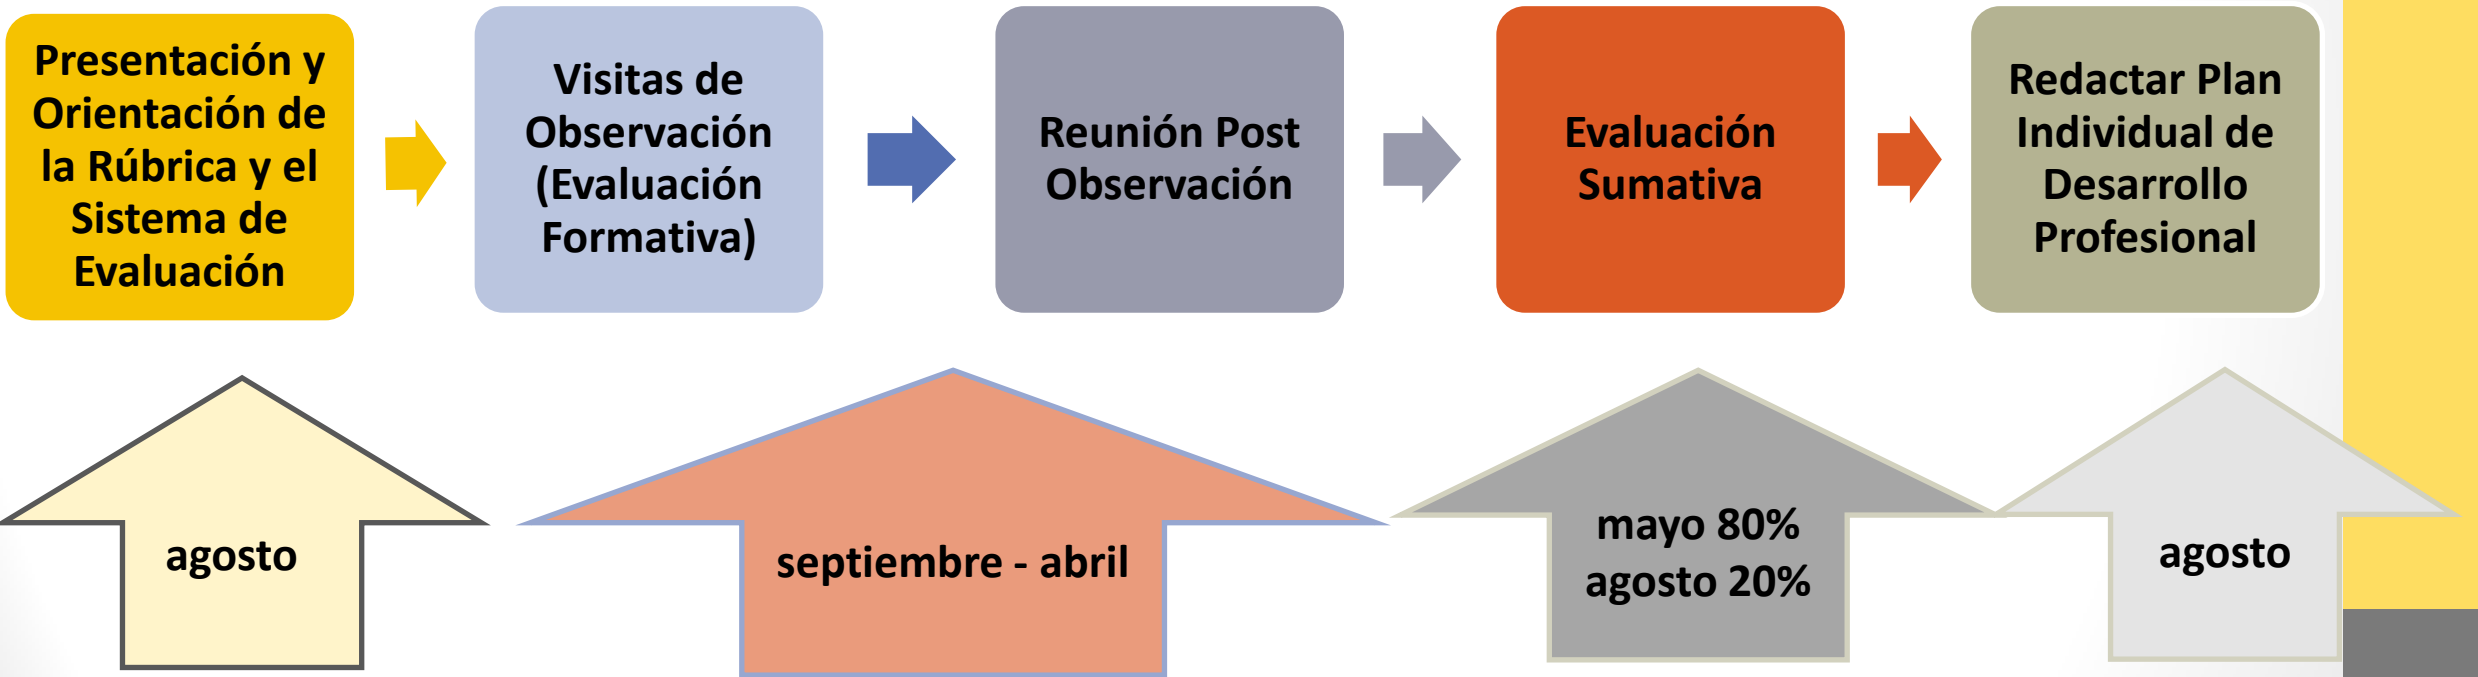 Presentación y
Orientación de
la Rúbrica y el
Sistema de
Evaluación
Visitas de
Observación
(Evaluación
Formativa)
Reunión Post
Observación
Evaluación
Sumativa
Redactar Plan
Individual de
Desarrollo
Profesional
agosto
septiembre - abril
mayo 80%
agosto 20%
agosto